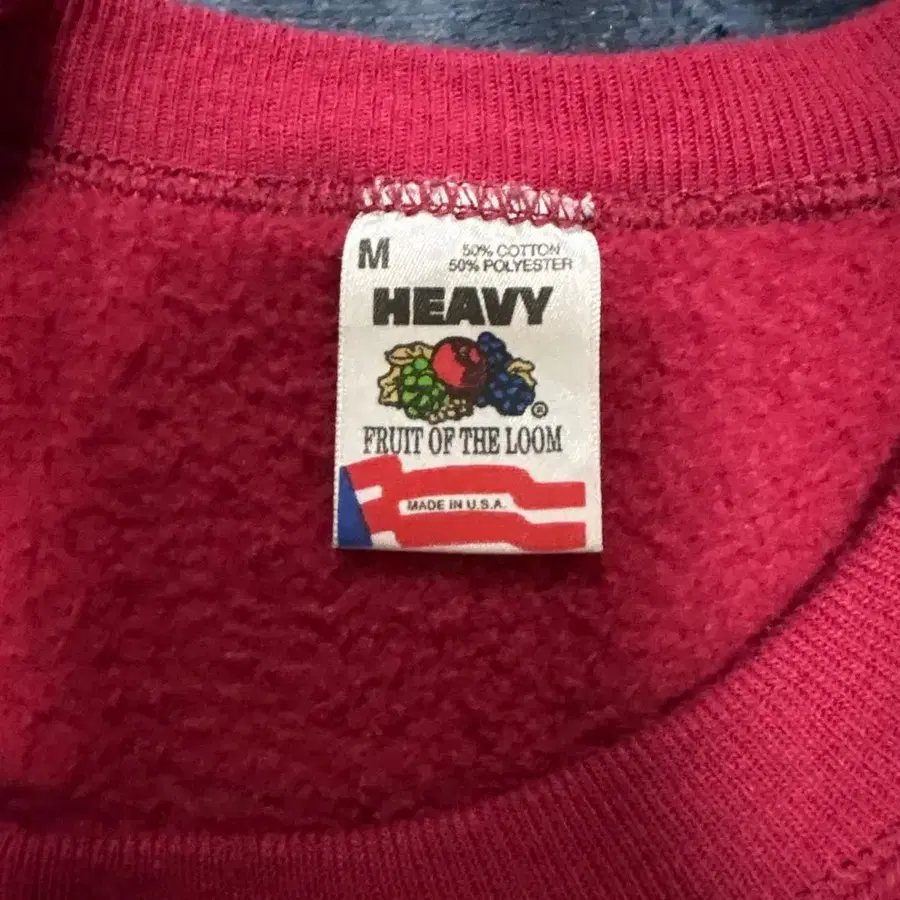 M
50% COTTON
50% POLYESTER
HEAVY
®
FRUIT OF THE LOOM
MADE IN U.S.A.